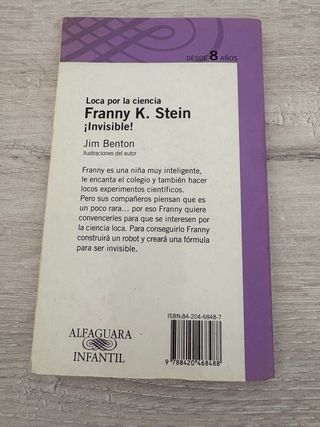 DESDE 8 AÑOS
Loca por la ciencia
Franny K. Stein
¡Invisible!
Jim Benton
Ilustraciones del autor
Franny es una niña muy inteligente,
le encanta el colegio y también hacer
locos experimentos científicos.
Pero sus compañeros piensan que es
un poco rara... por eso Franny quiere
convencerles para que se interesen por
la ciencia loca. Para conseguirlo Franny
construirá un robot y creará una fórmula
para ser invisible.
ISBN:84-204-6848-7
9 788420 468488
ALFAGUARA
INFANTIL